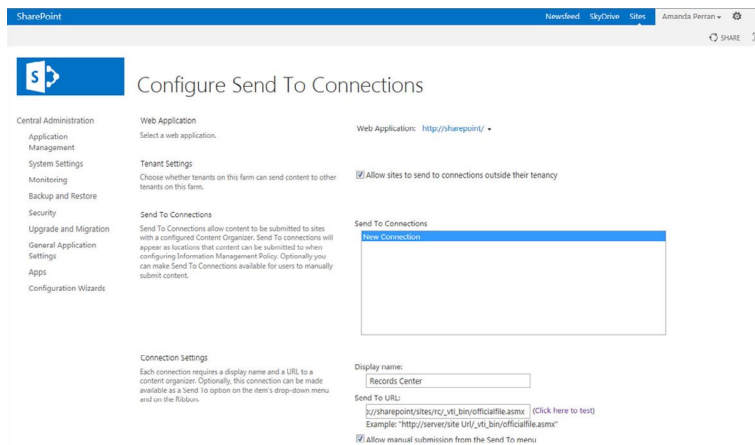 SharePoint
Newsfeed SkyDrive Sites Amanda Perran
SHARE
S
Configure Send To Connections
Central Administration
Application
Management
System Settings
Monitoring
Backup and Restore
Security
Upgrade and Migration
General Application
Settings
Apps
Configuration Wizards
Web Application
Select a web application.
Web Application: http://sharepoint/
Tenant Settings
Choose whether tenants on this farm can send content to other
tenants on this farm.
Allow sites to send to connections outside their tenancy
Send To Connections
Send To Connections allow content to be submitted to sites
with a configured Content Organizer. Send To connections will
appear as locations that content can be submitted to when
configuring Information Management Policy. Optionally you
can make Send To Connections available for users to manually
submit content.
Send To Connections
New Connection
Connection Settings
Each connection requires a display name and a URL to a
content organizer. Optionally, this connection can be made
available as a Send To option on the item's drop-down menu
and on the Ribbon.
Display name:
Records Center
Send To URL:
://sharepoint/sites/rc/_vti_bin/officialfile.asmx (Click here to test)
Example: "http://server/site Url/_vti_bin/officialfile.asmx"
Allow manual submission from the Send To menu